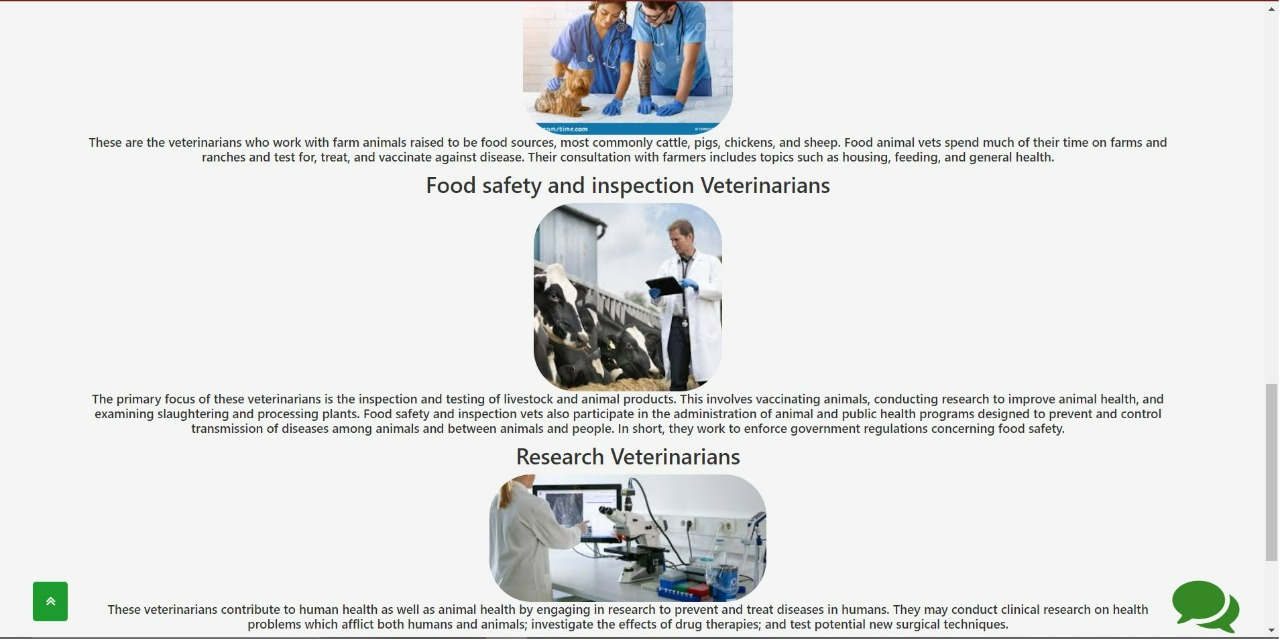 These are the veterinarians who work with farm animals raised to be food sources, most commonly cattle, pigs, chickens, and sheep. Food animal vets spend much of their time on farms and
ranches and test for, treat, and vaccinate against disease. Their consultation with farmers includes topics such as housing, feeding, and general health.
Food safety and inspection Veterinarians
The primary focus of these veterinarians is the inspection and testing of livestock and animal products. This involves vaccinating animals, conducting research to improve animal health, and
examining slaughtering and processing plants. Food safety and inspection vets also participate in the administration of animal and public health programs designed to prevent and control
transmission of diseases among animals and between animals and people. In short, they work to enforce government regulations concerning food safety.
Research Veterinarians
These veterinarians contribute to human health as well as animal health by engaging in research to prevent and treat diseases in humans. They may conduct clinical research on health
problems which afflict both humans and animals; investigate the effects of drug therapies; and test potential new surgical techniques.